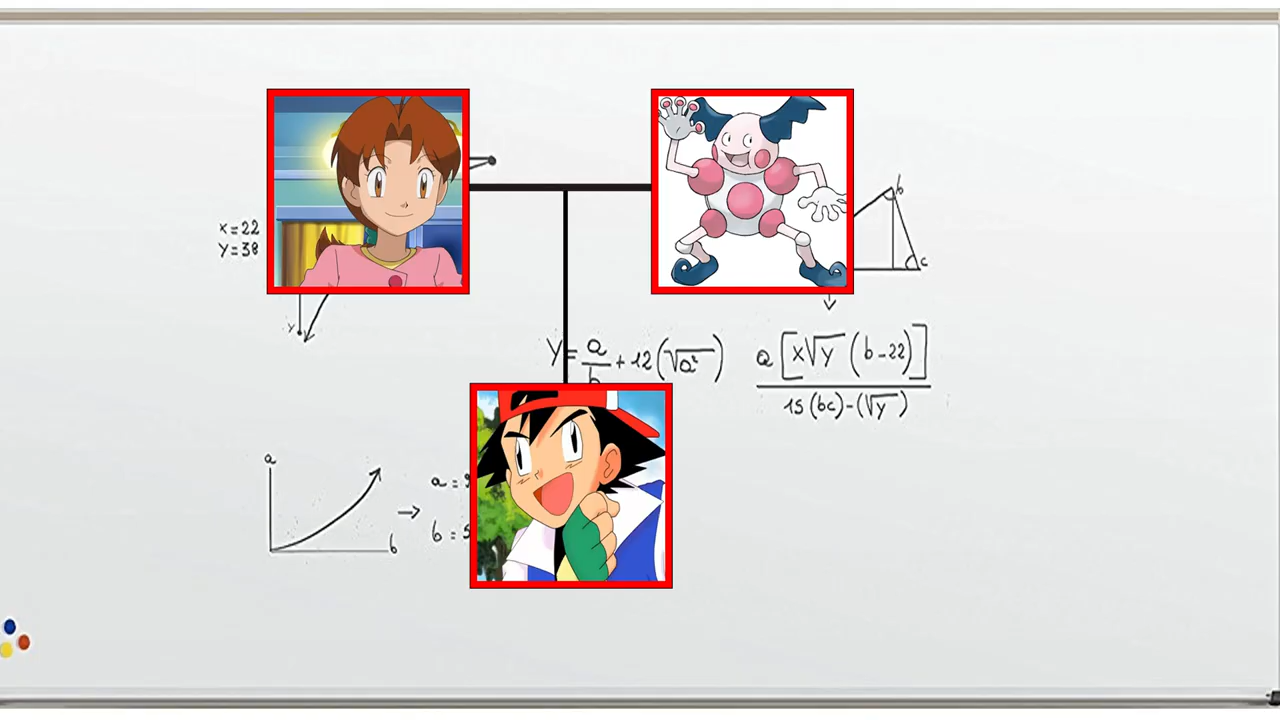 x=22
y=38
b
c
y
Y = a/b + 12(√a²)
a[x√y (b-22)]
15(bc)-(√y)
a
a=
b
b=